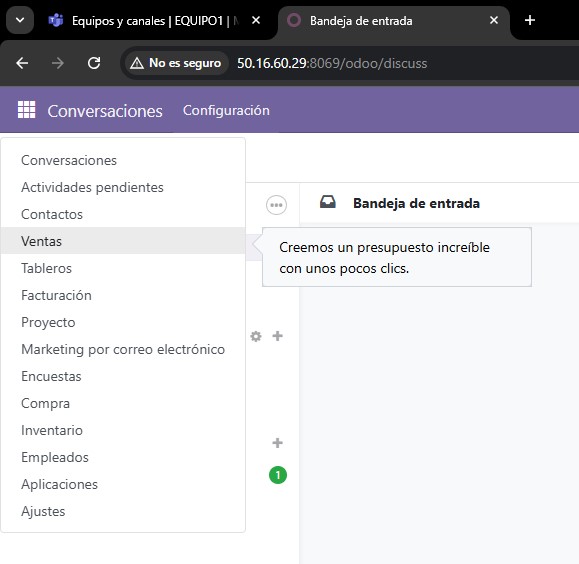 Equipos y canales | EQUIPO1 |
Bandeja de entrada
No es seguro
50.16.60.29:8069/odoo/discuss
Conversaciones
Configuración
Conversaciones
Actividades pendientes
Contactos
Ventas
Tableros
Facturación
Proyecto
Marketing por correo electrónico
Encuestas
Compra
Inventario
Empleados
Aplicaciones
Ajustes
Bandeja de entrada
Creemos un presupuesto increíble
con unos pocos clics.
1